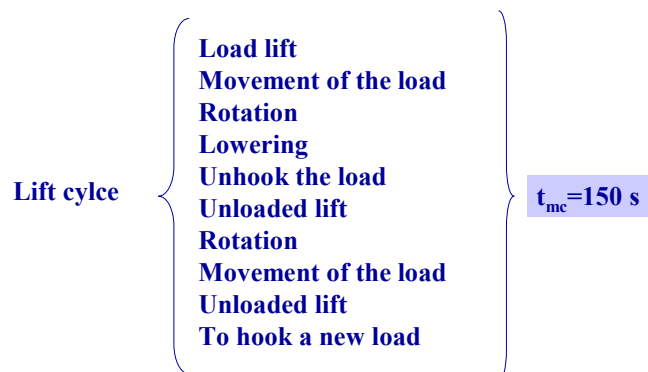 Load lift
Movement of the load
Rotation
Lowering
Lift cylce
Unhook the load
Unloaded lift
Rotation
Movement of the load
Unloaded lift
To hook a new load
tmc=150 s